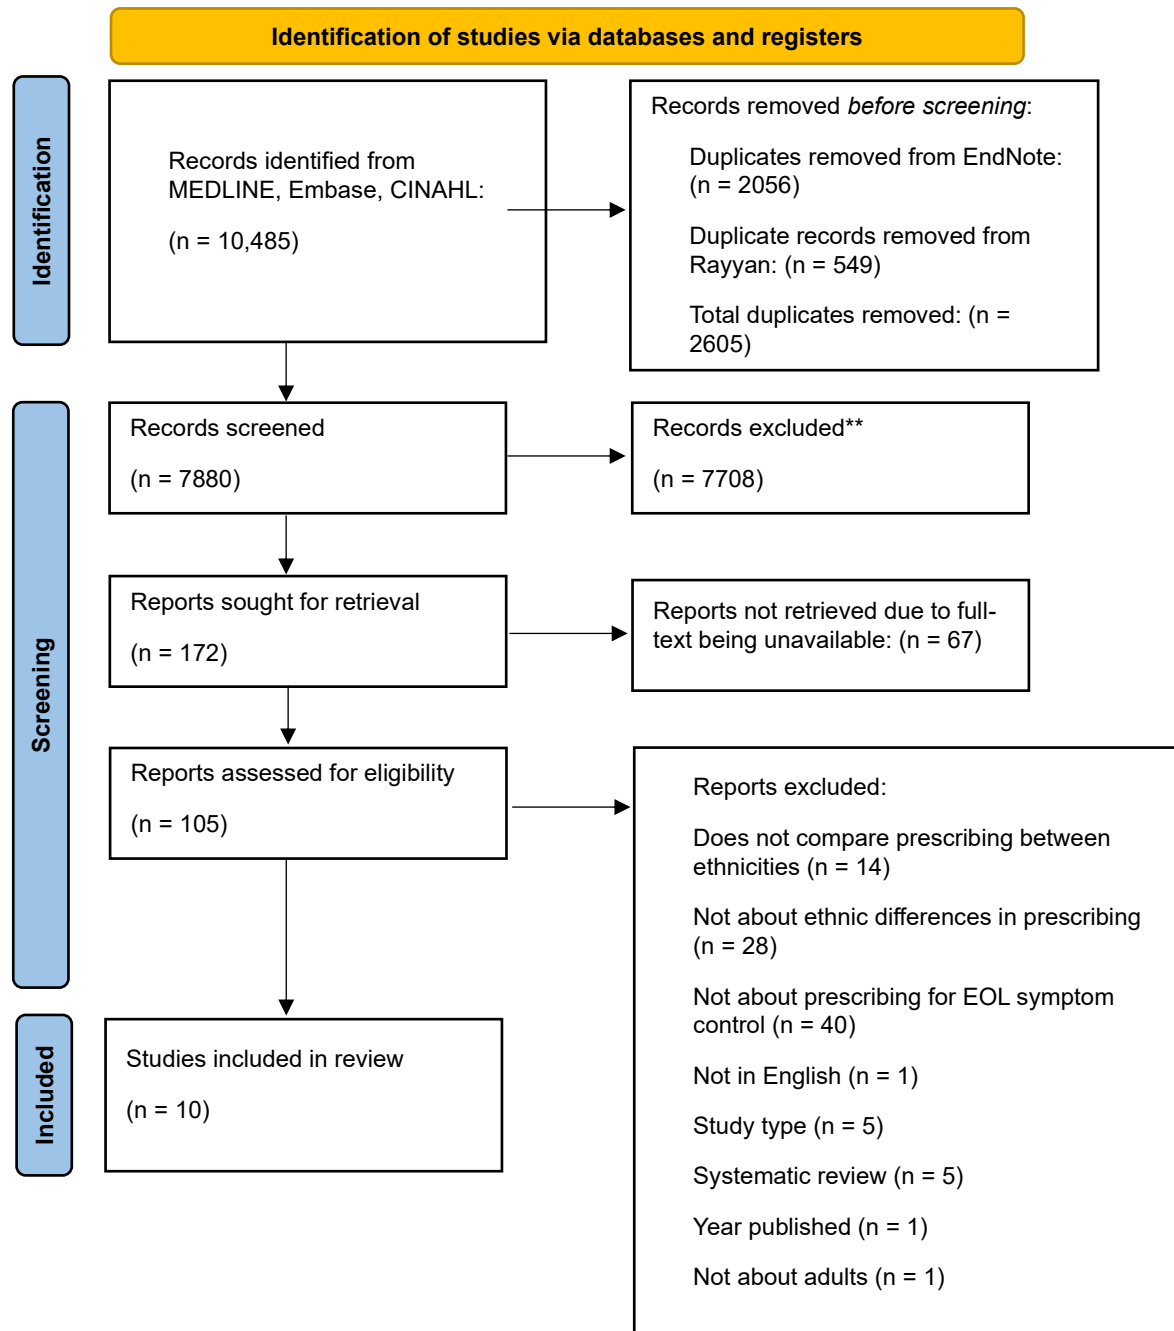 Identification of studies via databases and registers
Identification
Records identified from
MEDLINE, Embase, CINAHL:
(n = 10,485)
Records removed before screening:
Duplicates removed from EndNote:
(n = 2056)
Duplicate records removed from
Rayyan: (n = 549)
Total duplicates removed: (n =
2605)
Screening
Records screened
(n = 7880)
Records excluded**
(n = 7708)
Reports sought for retrieval
(n = 172)
Reports not retrieved due to full-
text being unavailable: (n = 67)
Reports assessed for eligibility
(n = 105)
Reports excluded:
Does not compare prescribing between
ethnicities (n = 14)
Not about ethnic differences in prescribing
(n = 28)
Not about prescribing for EOL symptom
control (n = 40)
Not in English (n = 1)
Study type (n = 5)
Systematic review (n = 5)
Year published (n = 1)
Not about adults (n = 1)
Included
Studies included in review
(n = 10)